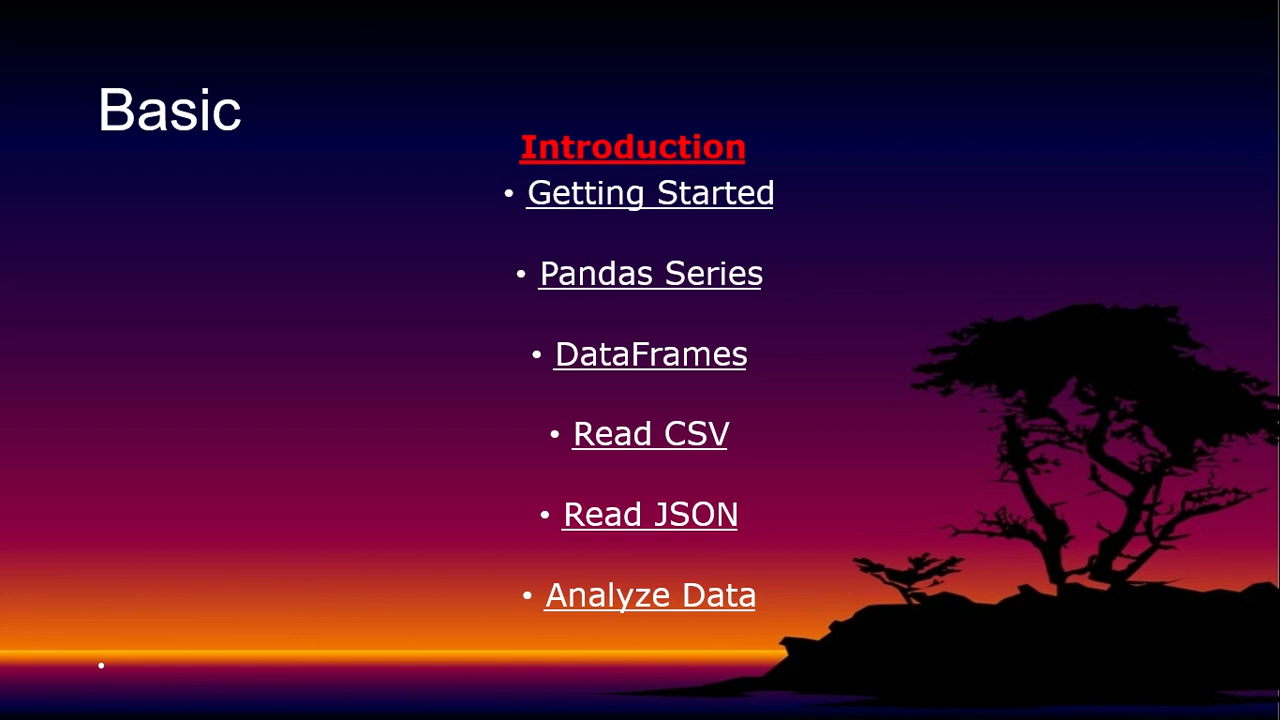 Basic
Introduction
• Getting Started
• Pandas Series
• DataFrames
• Read CSV
• Read JSON
• Analyze Data
•